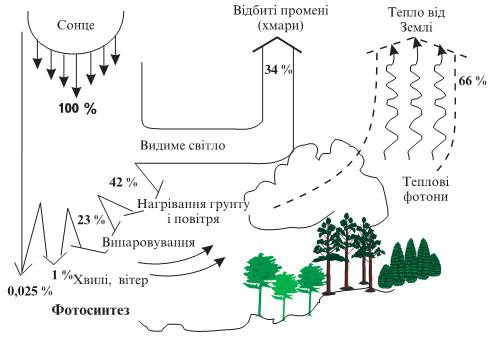 Сонце
100 %
Відбиті промені
(хмари)
34 %
Тепло від
Землі
66 %
Видиме світло
42 %
Нагрівання грунту
і повітря
Теплові
фотони
23 %
Випаровування
1 %
Хвилі, вітер
0,025 %
Фотосинтез